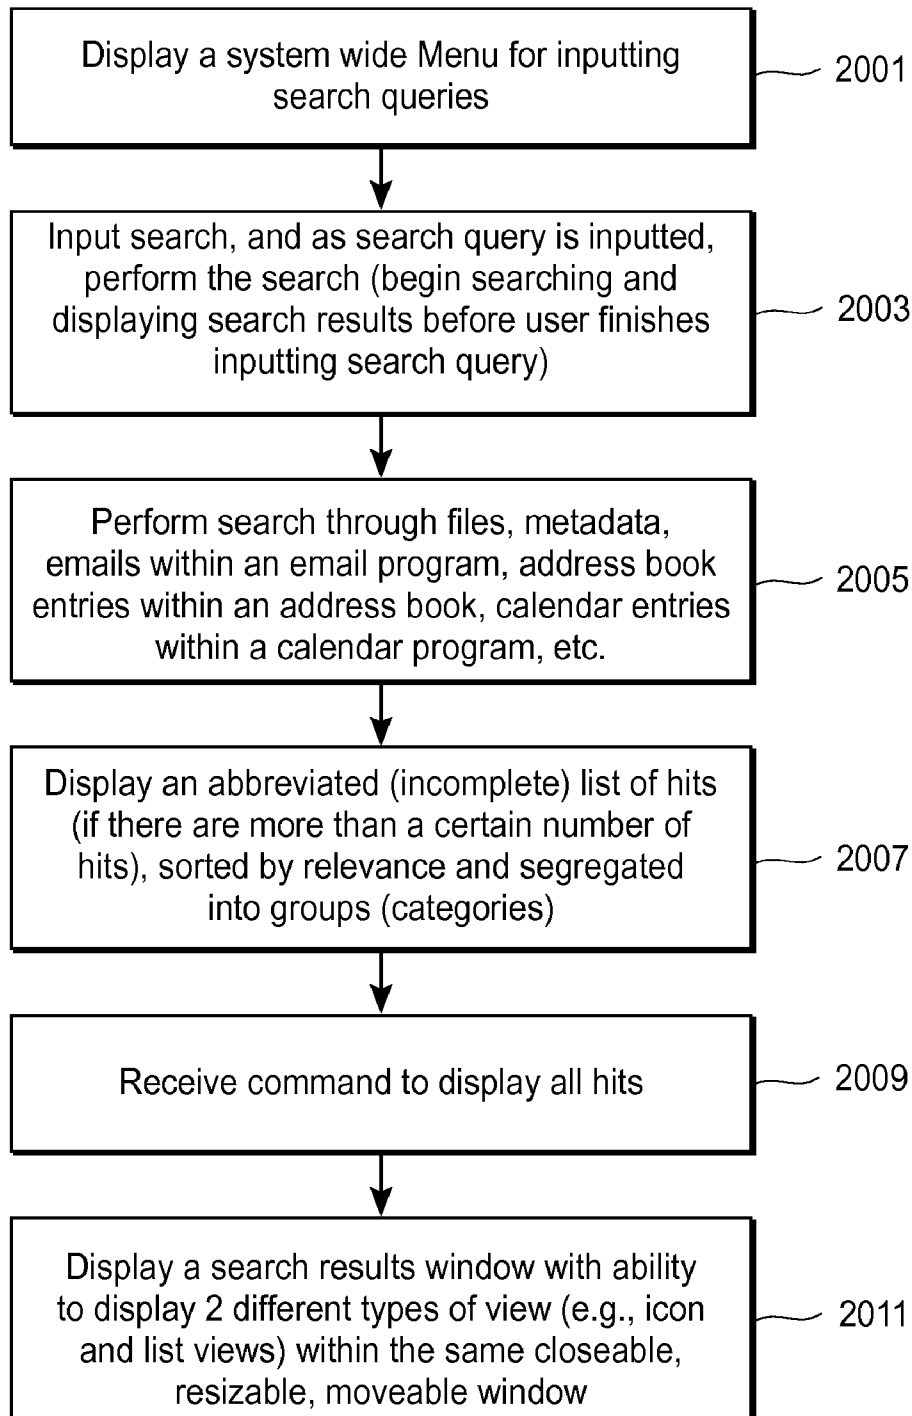 Display a system wide Menu for inputting
search queries
2001
Input search, and as search query is inputted,
perform the search (begin searching and
displaying search results before user finishes
inputting search query)
2003
Perform search through files, metadata,
emails within an email program, address book
entries within an address book, calendar entries
within a calendar program, etc.
2005
Display an abbreviated (incomplete) list of hits
(if there are more than a certain number of
hits), sorted by relevance and segregated
into groups (categories)
2007
Receive command to display all hits
2009
Display a search results window with ability
to display 2 different types of view (e.g., icon
and list views) within the same closeable,
resizable, moveable window
2011